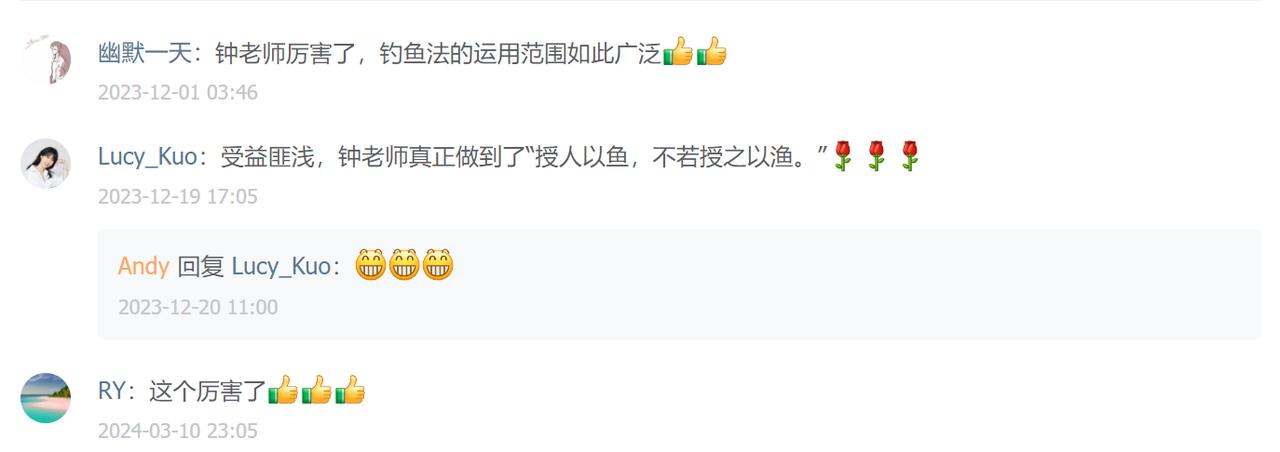 幽默一天：钟老师厉害了，钓鱼法的运用范围如此广泛👍👍
2023-12-01 03:46
Lucy_Kuo：受益匪浅，钟老师真正做到了“授人以鱼，不若授之以渔。”🌹🌹🌹
2023-12-19 17:05
Andy 回复 Lucy_Kuo：😁😁😁
2023-12-20 11:00
RY：这个厉害了👍👍👍
2024-03-10 23:05